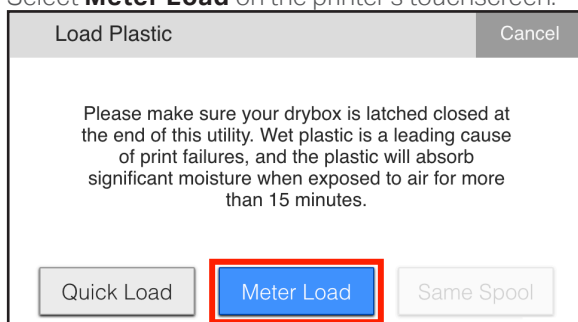 Select Meter Load on the printer's touchscreen.
Load Plastic
Cancel
Please make sure your drybox is latched closed at
the end of this utility. Wet plastic is a leading cause
of print failures, and the plastic will absorb
significant moisture when exposed to air for more
than 15 minutes.
Quick Load
Meter Load
Same Spool